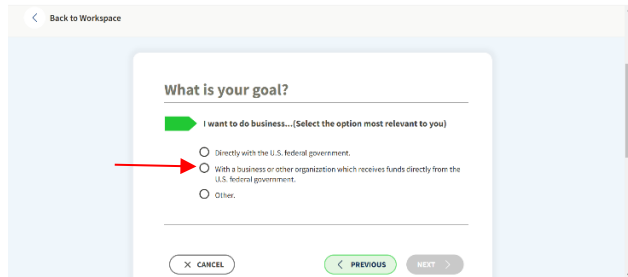 Back to Workspace
What is your goal?
I want to do business...(Select the option most relevant to you)
Directly with the U.S. federal government.
With a business or other organization which receives funds directly from the
U.S. federal government.
Other.
CANCEL
PREVIOUS
NEXT